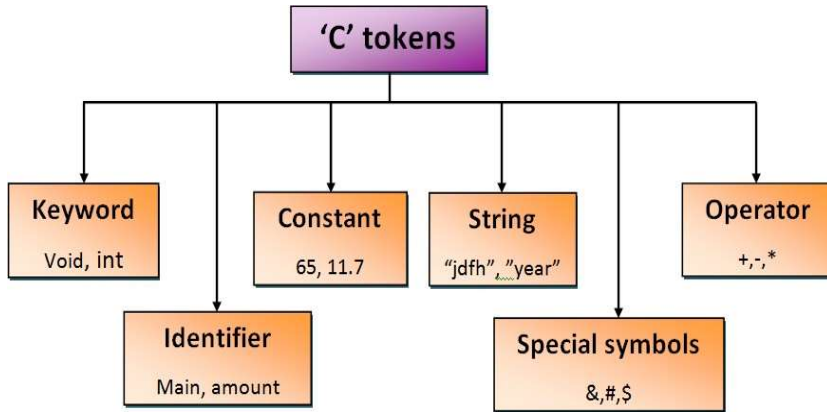 ‘C’ tokens
Keyword
Void, int
Identifier
Main, amount
Constant
65, 11.7
String
“jdfh”, ”year”
Special symbols
&,#,$
Operator
+,-,*